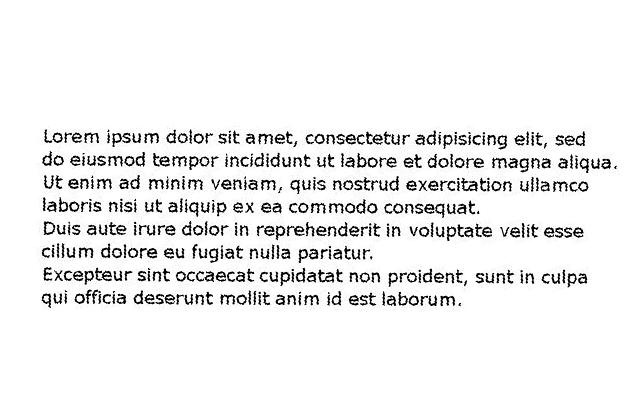 Lorem ipsum dolor sit amet, consectetur adipisicing elit, sed
do eiusmod tempor incididunt ut labore et dolore magna aliqua.
Ut enim ad minim veniam, quis nostrud exercitation ullamco
laboris nisi ut aliquip ex ea commodo consequat.
Duis aute irure dolor in reprehenderit in voluptate velit esse
cillum dolore eu fugiat nulla pariatur.
Excepteur sint occaecat cupidatat non proident, sunt in culpa
qui officia deserunt mollit anim id est laborum.